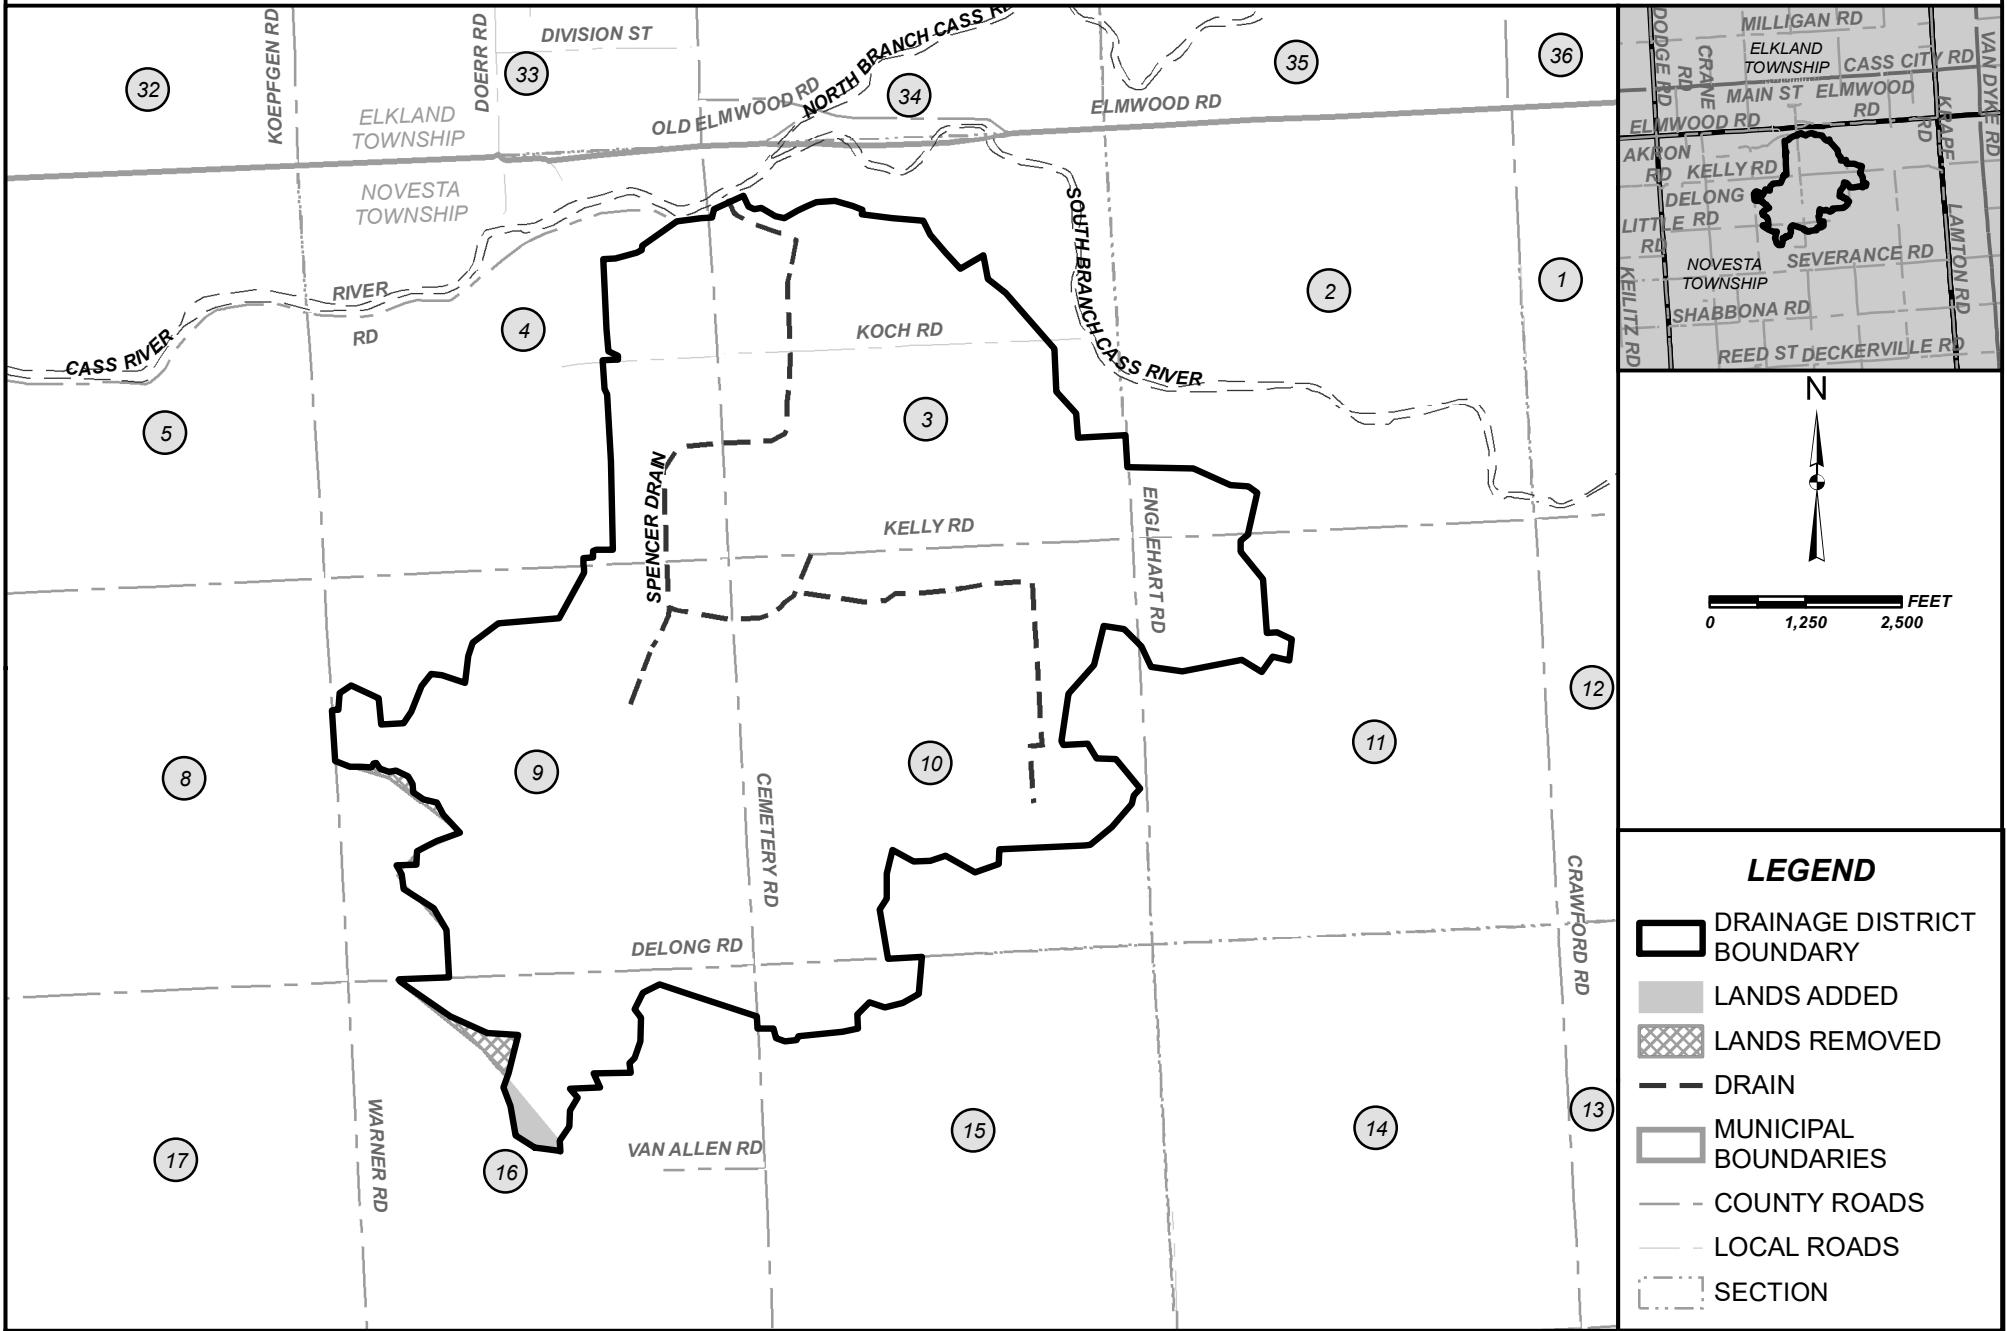 KOEPFGEN RD
DOERR RD
DIVISION ST
NORTH BRANCH CASS
32
33
34
35
36
ELKLAND
TOWNSHIP
OLD ELMWOOD RD
ELMWOOD RD
NOVESTA
TOWNSHIP
RIVER
RD
CASS RIVER
SOUTH BRANCH CASS RIVER
4
2
1
KOCH RD
5
3
SPENCER DRAIN
KELLY RD
ENGLEHART RD
8
9
10
11
12
CEMETERY RD
DELONG RD
CRAWFORD RD
WARNER RD
VAN ALLEN RD
17
16
15
14
13
DODGE RD
CRANE
RD
MILLIGAN RD
ELKLAND
TOWNSHIP
CASS CITY RD
VAN DYKE RD
MAIN ST
ELMWOOD
RD
ELMWOOD RD
KRAPE
RD
AKRON
RD
KELLY RD
DELONG
RD
LITTLE
RD
SEVERANCE RD
NOVESTA
TOWNSHIP
LAMTON RD
KEILITZ RD
SHABBONA RD
REED ST
DECKERVILLE RD
N
FEET
0
1,250
2,500
LEGEND
DRAINAGE DISTRICT
BOUNDARY
LANDS ADDED
LANDS REMOVED
DRAIN
MUNICIPAL
BOUNDARIES
COUNTY ROADS
LOCAL ROADS
SECTION